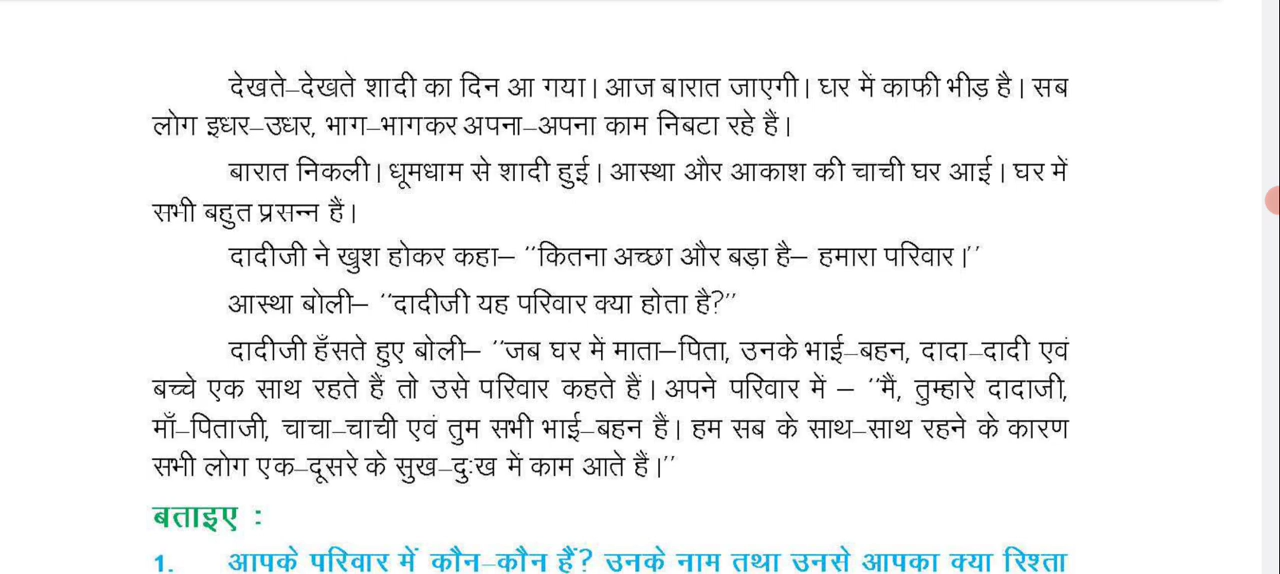 देखते–देखते शादी का दिन आ गया। आज बारात जाएगी। घर में काफी भीड़ है। सब
लोग इधर–उधर, भाग–भागकर अपना–अपना काम निबटा रहे हैं।
बारात निकली। धूमधाम से शादी हुई। आस्था और आकाश की चाची घर आई। घर में
सभी बहुत प्रसन्न हैं।
दादीजी ने खुश होकर कहा– ‘‘कितना अच्छा और बड़ा है– हमारा परिवार।’’
आस्था बोली– ‘‘दादीजी यह परिवार क्या होता है?’’
दादीजी हँसते हुए बोली– ‘‘जब घर में माता–पिता, उनके भाई–बहन, दादा–दादी एवं
बच्चे एक साथ रहते हैं तो उसे परिवार कहते हैं। अपने परिवार में – ‘‘मैं, तुम्हारे दादाजी,
माँ–पिताजी, चाचा–चाची एवं तुम सभी भाई–बहन हैं। हम सब के साथ–साथ रहने के कारण
सभी लोग एक–दूसरे के सुख–दुःख में काम आते हैं।’’
बताइए :
1. आपके परिवार में कौन–कौन हैं? उनके नाम तथा उनसे आपका क्या रिश्ता